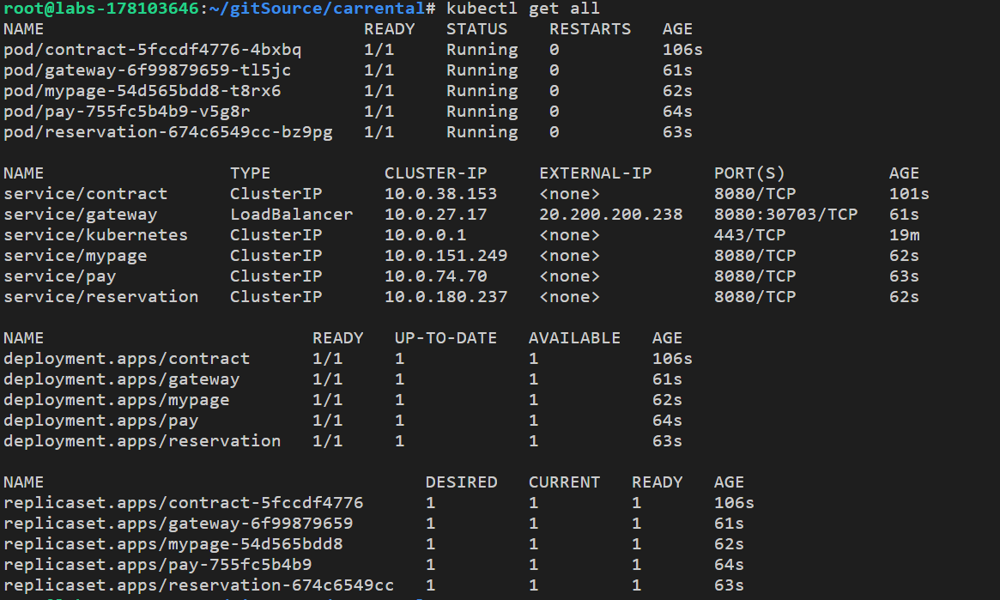 root@labs-178103646:~/gitSource/carrental# kubectl get all
NAME READY STATUS RESTARTS AGE
pod/contract-5fccdf4776-4bxbq 1/1 Running 0 106s
pod/gateway-6f99879659-tl5jc 1/1 Running 0 61s
pod/mypage-54d565bdd8-t8rx6 1/1 Running 0 62s
pod/pay-755fc5b4b9-v5g8r 1/1 Running 0 64s
pod/reservation-674c6549cc-bz9pg 1/1 Running 0 63s
NAME TYPE CLUSTER-IP EXTERNAL-IP PORT(S) AGE
service/contract ClusterIP 10.0.38.153 <none> 8080/TCP 101s
service/gateway LoadBalancer 10.0.27.17 20.200.200.238 8080:30703/TCP 61s
service/kubernetes ClusterIP 10.0.0.1 <none> 443/TCP 19m
service/mypage ClusterIP 10.0.151.249 <none> 8080/TCP 62s
service/pay ClusterIP 10.0.74.70 <none> 8080/TCP 63s
service/reservation ClusterIP 10.0.180.237 <none> 8080/TCP 62s
NAME READY UP-TO-DATE AVAILABLE AGE
deployment.apps/contract 1/1 1 1 106s
deployment.apps/gateway 1/1 1 1 61s
deployment.apps/mypage 1/1 1 1 62s
deployment.apps/pay 1/1 1 1 64s
deployment.apps/reservation 1/1 1 1 63s
NAME DESIRED CURRENT READY AGE
replicaset.apps/contract-5fccdf4776 1 1 1 106s
replicaset.apps/gateway-6f99879659 1 1 1 61s
replicaset.apps/mypage-54d565bdd8 1 1 1 62s
replicaset.apps/pay-755fc5b4b9 1 1 1 64s
replicaset.apps/reservation-674c6549cc 1 1 1 63s